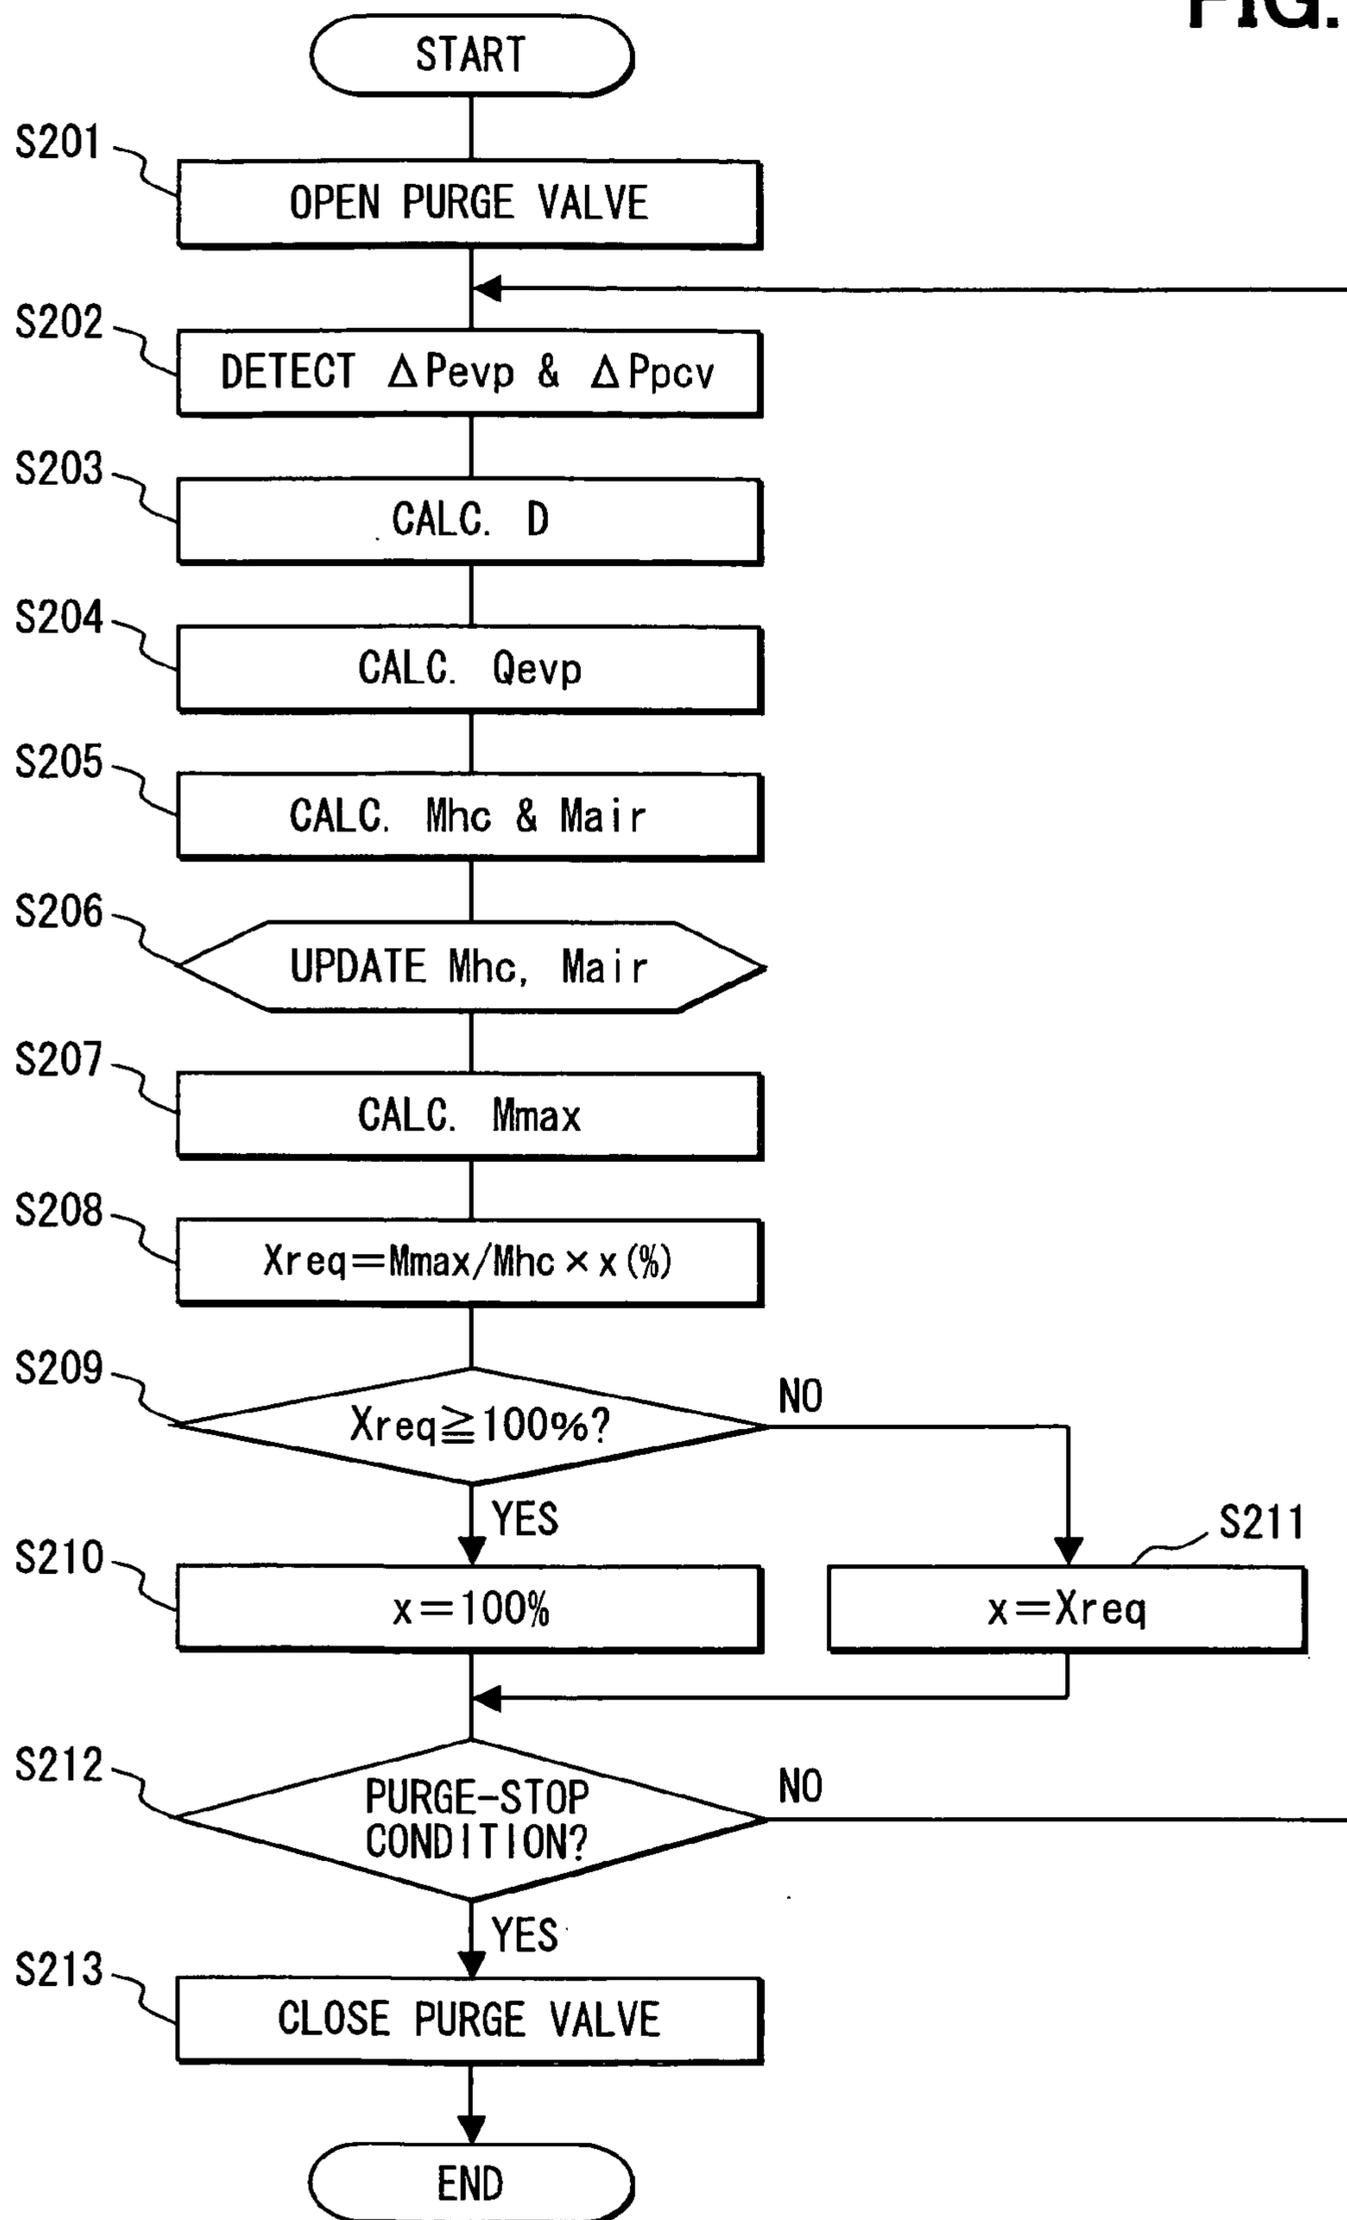 FIG.
START
S201
OPEN PURGE VALVE
S202
DETECT ΔPevp & ΔPpcv
S203
CALC. D
S204
CALC. Qevp
S205
CALC. Mhc & Mair
S206
UPDATE Mhc, Mair
S207
CALC. Mmax
S208
Xreq=Mmax/Mhc×x(%)
S209
Xreq≧100%?
NO
YES
S210
x=100%
S211
x=Xreq
S212
PURGE-STOP
CONDITION?
NO
YES
S213
CLOSE PURGE VALVE
END